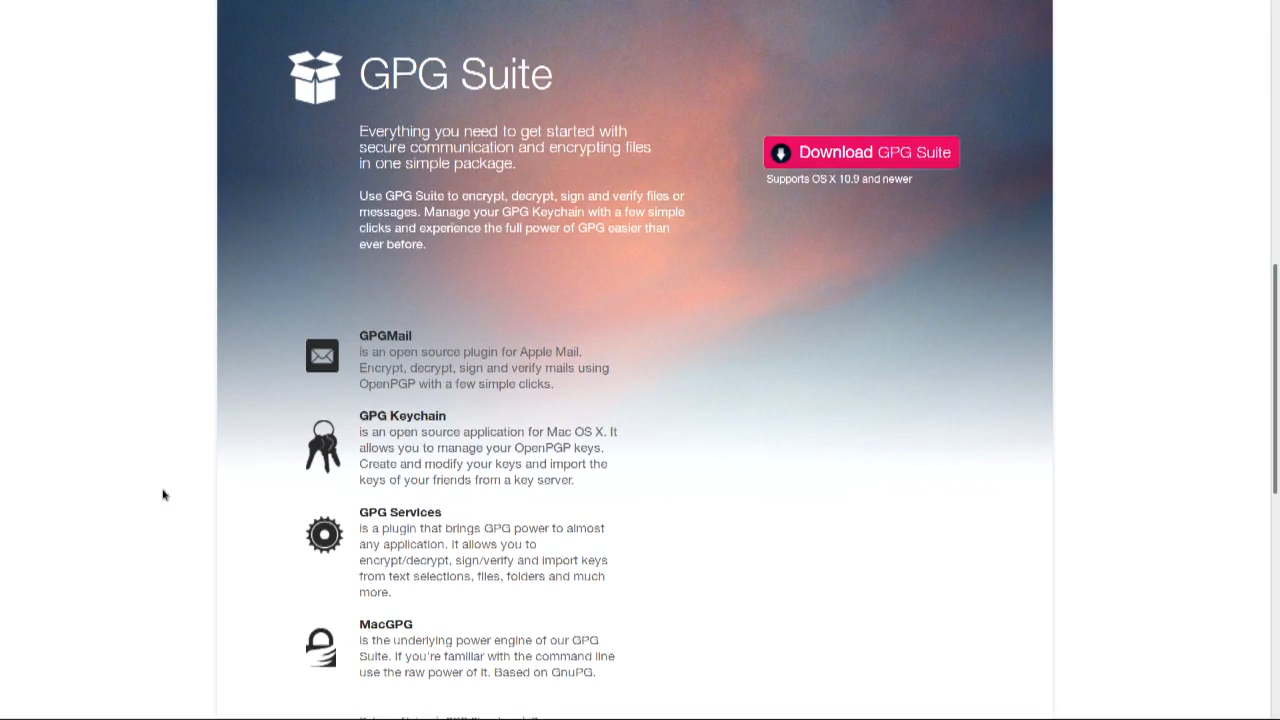 GPG Suite
Everything you need to get started with
secure communication and encrypting files
in one simple package.
Download GPG Suite
Supports OS X 10.9 and newer
Use GPG Suite to encrypt, decrypt, sign and verify files or
messages. Manage your GPG Keychain with a few simple
clicks and experience the full power of GPG easier than
ever before.
GPGMail
is an open source plugin for Apple Mail.
Encrypt, decrypt, sign and verify mails using
OpenPGP with a few simple clicks.
GPG Keychain
is an open source application for Mac OS X. It
allows you to manage your OpenPGP keys.
Create and modify your keys and import the
keys of your friends from a key server.
GPG Services
is a plugin that brings GPG power to almost
any application. It allows you to
encrypt/decrypt, sign/verify and import keys
from text selections, files, folders and much
more.
MacGPG
is the underlying power engine of our GPG
Suite. If you're familiar with the command line
use the raw power of it. Based on GnuPG.